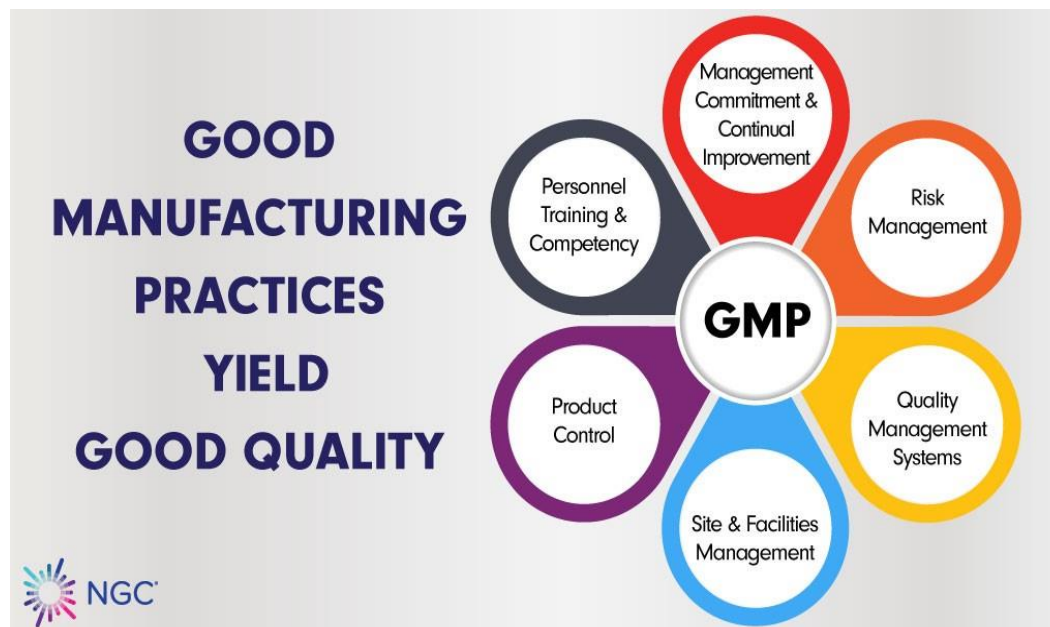 GOOD
MANUFACTURING
PRACTICES
YIELD
GOOD QUALITY
Management
Commitment &
Continual
Improvement
Risk
Management
Quality
Management
Systems
Site & Facilities
Management
Product
Control
Personnel
Training &
Competency
GMP
NGC